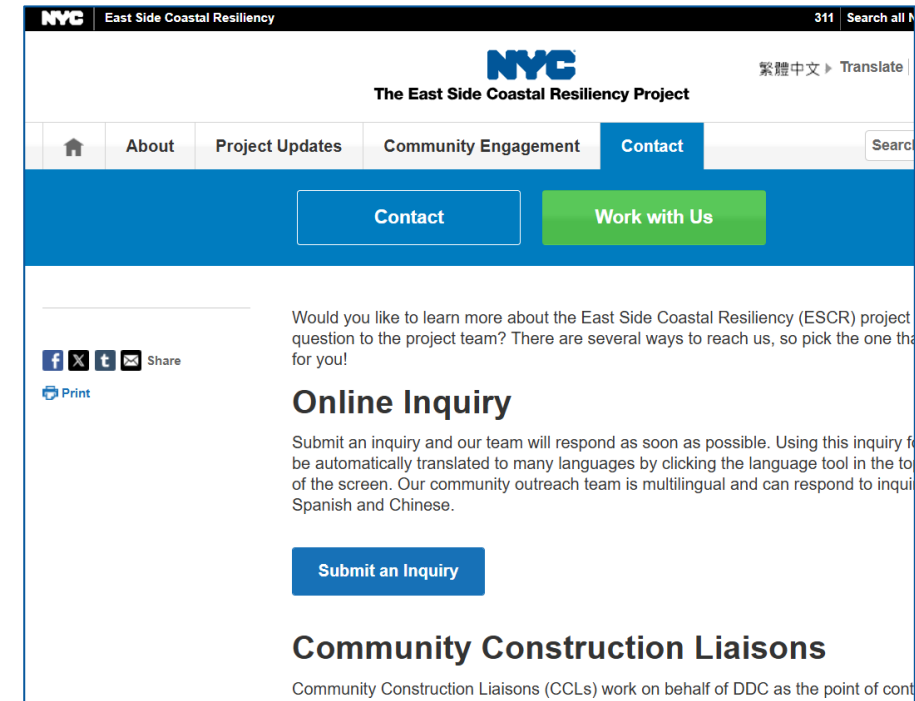 NYC East Side Coastal Resiliency 311 Search all
NYC
The East Side Coastal Resiliency Project
繁體中文 Translate
About Project Updates Community Engagement Contact
Contact Work with Us
Would you like to learn more about the East Side Coastal Resiliency (ESCR) project
question to the project team? There are several ways to reach us, so pick the one
for you!
Share
Print
Online Inquiry
Submit an inquiry and our team will respond as soon as possible. Using this inquiry
be automatically translated to many languages by clicking the language tool in the
of the screen. Our community outreach team is multilingual and can respond to
Spanish and Chinese.
Submit an Inquiry
Community Construction Liaisons
Community Construction Liaisons (CCLs) work on behalf of DDC as the point of